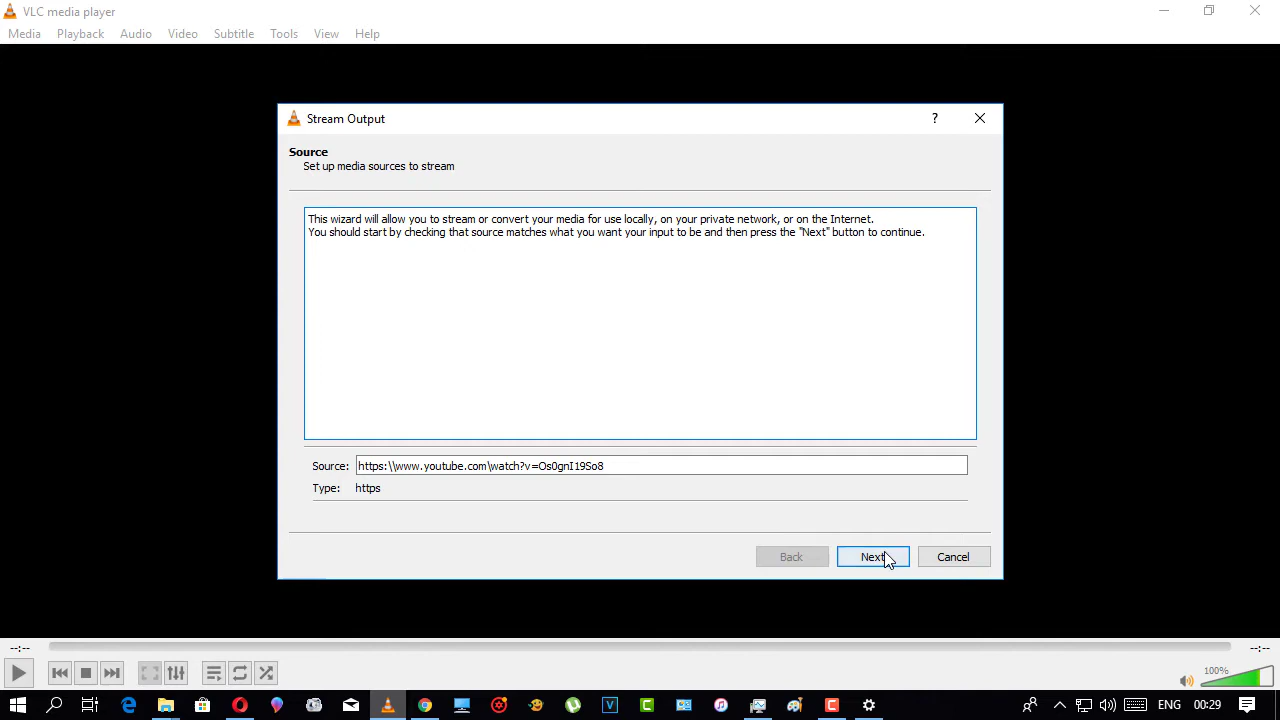 VLC media player
Media Playback Audio Video Subtitle Tools View Help
Stream Output
?
Source
Set up media sources to stream
This wizard will allow you to stream or convert your media for use locally, on your private network, or on the Internet.
You should start by checking that source matches what you want your input to be and then press the "Next" button to continue.
Source: https:\\www.youtube.com\watch?v=Os0gnI19So8
Type: https
Back Next Cancel
--:-- --:--
100%
ENG 00:29